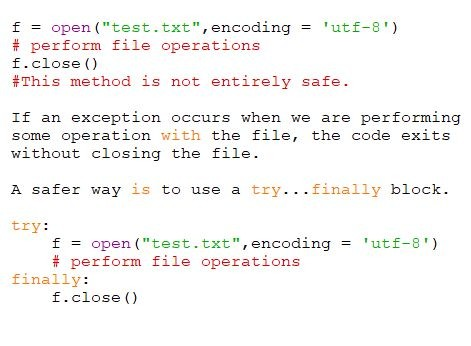 f = open("test.txt",encoding = 'utf-8')
# perform file operations
f.close()
#This method is not entirely safe.
If an exception occurs when we are performing
some operation with the file, the code exits
without closing the file.
A safer way is to use a try...finally block.
try:
    f = open("test.txt",encoding = 'utf-8')
    # perform file operations
finally:
    f.close()